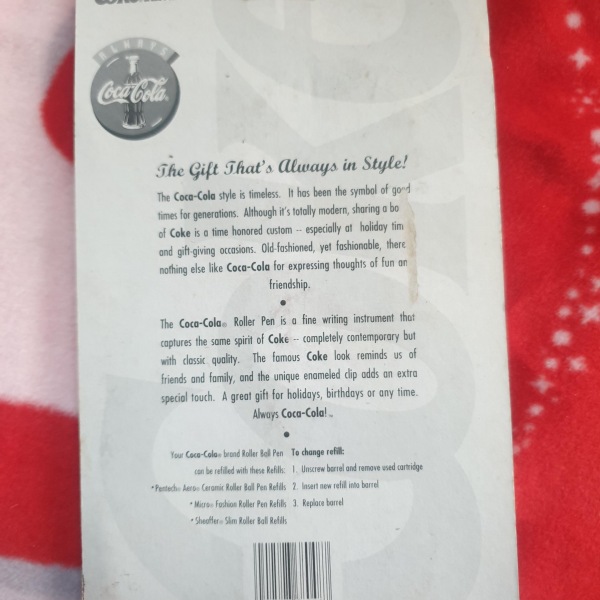 ALWAYS
Coca-Cola
The Gift That's Always in Style!
The Coca-Cola style is timeless. It has been the symbol of good
times for generations. Although it's totally modern, sharing a bo
of Coke is a time honored custom -- especially at holiday tim
and gift-giving occasions. Old-fashioned, yet fashionable, there
nothing else like Coca-Cola for expressing thoughts of fun an
friendship.
•
The Coca-Cola® Roller Pen is a fine writing instrument that
captures the same spirit of Coke -- completely contemporary but
with classic quality. The famous Coke look reminds us of
friends and family, and the unique enameled clip adds an extra
special touch. A great gift for holidays, birthdays or any time.
Always Coca-Cola!™
•
Your Coca-Cola® brand Roller Ball Pen
can be refilled with these Refills:
• Pentech® Aero® Ceramic Roller Ball Pen Refills
• Micro® Fashion Roller Pen Refills
• Sheaffer® Slim Roller Ball Refills
To change refill:
1. Unscrew barrel and remove used cartridge
2. Insert new refill into barrel
3. Replace barrel